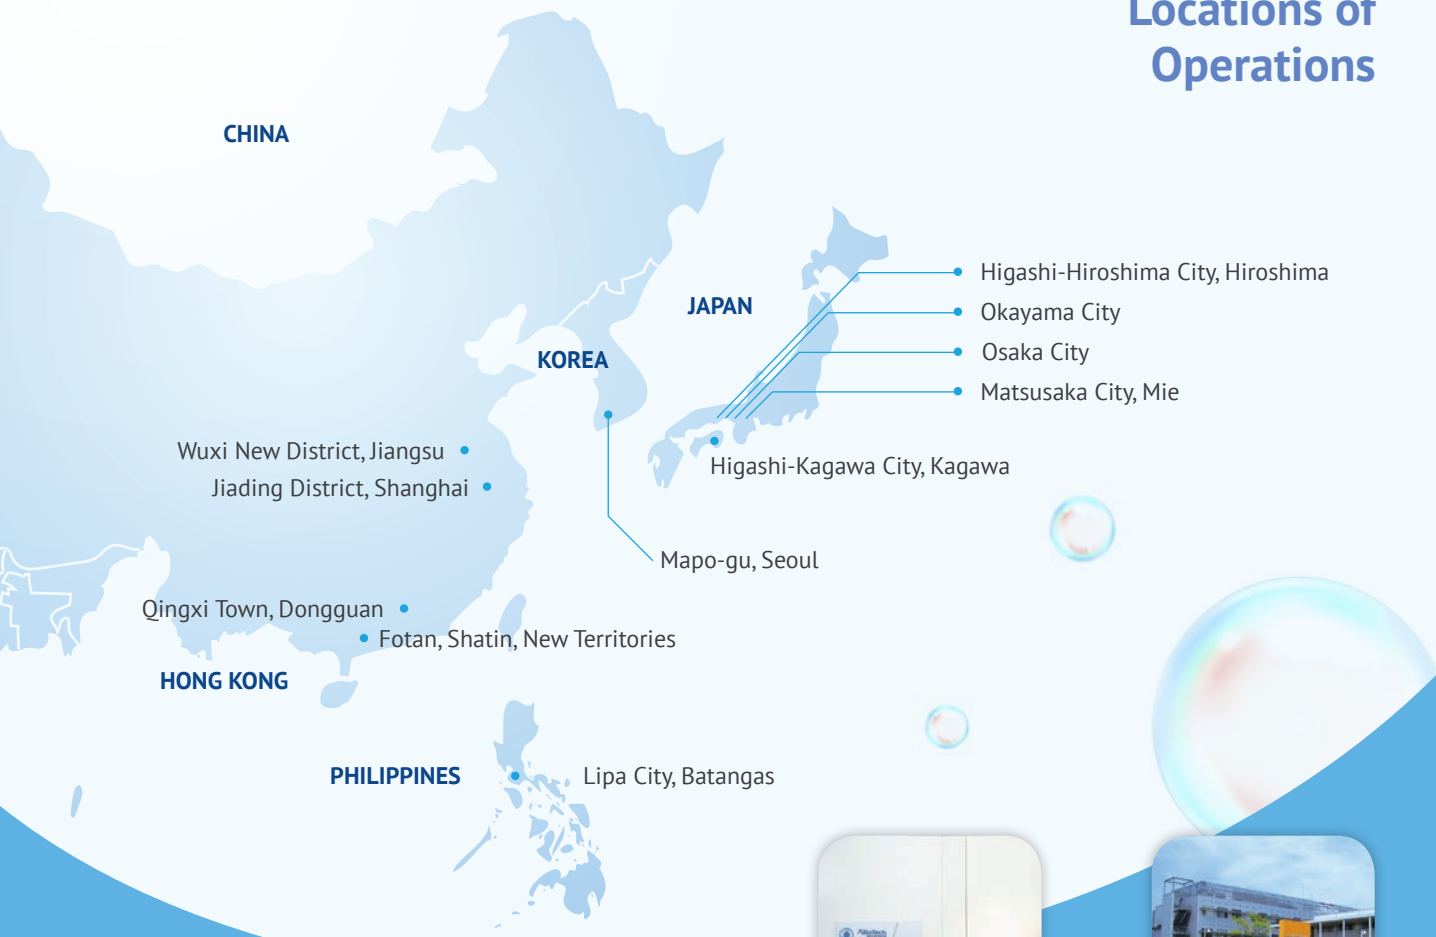 Locations of
Operations
CHINA
JAPAN
Higashi-Hiroshima City, Hiroshima
Okayama City
Osaka City
Matsusaka City, Mie
KOREA
Higashi-Kagawa City, Kagawa
Wuxi New District, Jiangsu
Jiading District, Shanghai
Mapo-gu, Seoul
Qingxi Town, Dongguan
Fotan, Shatin, New Territories
HONG KONG
PHILIPPINES
Lipa City, Batangas